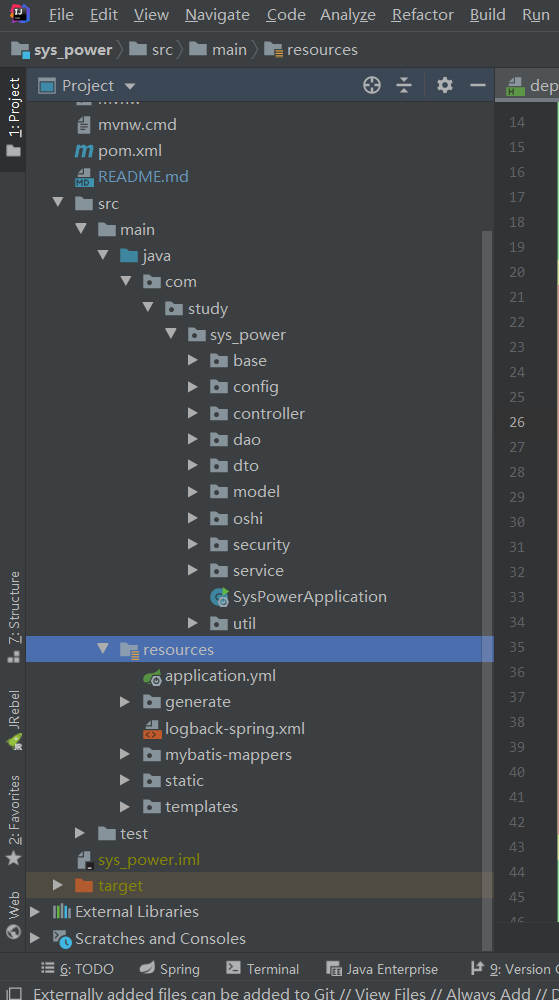 File Edit View Navigate Code Analyze Refactor Build Run
sys_power src main resources
Project
dep
1: Project
mvnw
mvnw.cmd
pom.xml
README.md
src
main
java
com
study
sys_power
base
config
controller
dao
dto
model
oshi
security
service
SysPowerApplication
util
resources
application.yml
generate
logback-spring.xml
mybatis-mappers
static
templates
test
sys_power.iml
target
External Libraries
Scratches and Consoles
14
15
16
17
18
19
20
21
22
23
24
25
26
27
28
29
30
31
32
33
34
35
36
37
38
39
40
41
42
43
44
45
46
7: Structure
JRebel
2: Favorites
Web
6: TODO Spring Terminal Java Enterprise 9: Version C
Externally added files can be added to Git // View Files // Always Add //